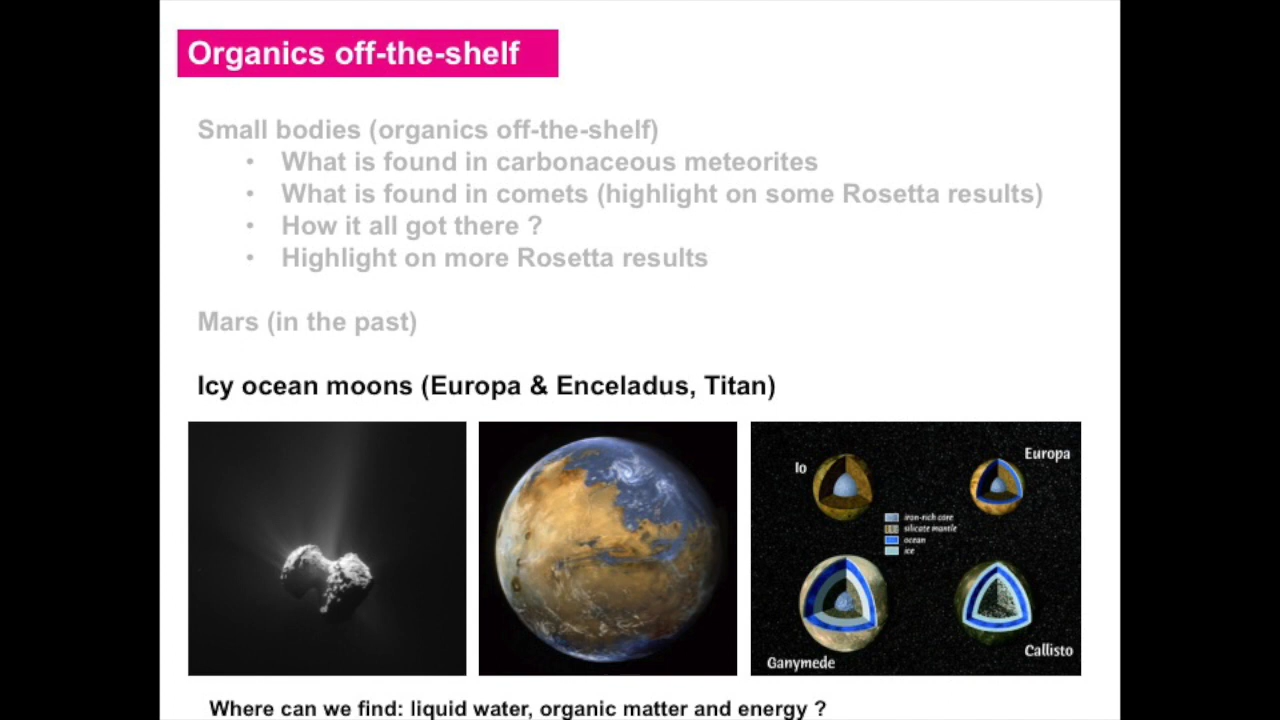 Organics off-the-shelf
Small bodies (organics off-the-shelf)
• What is found in carbonaceous meteorites
• What is found in comets (highlight on some Rosetta results)
• How it all got there ?
• Highlight on more Rosetta results
Mars (in the past)
Icy ocean moons (Europa & Enceladus, Titan)
Io
Europa
iron-rich core
silicate mantle
ocean
ice
Ganymede
Callisto
Where can we find: liquid water, organic matter and energy ?